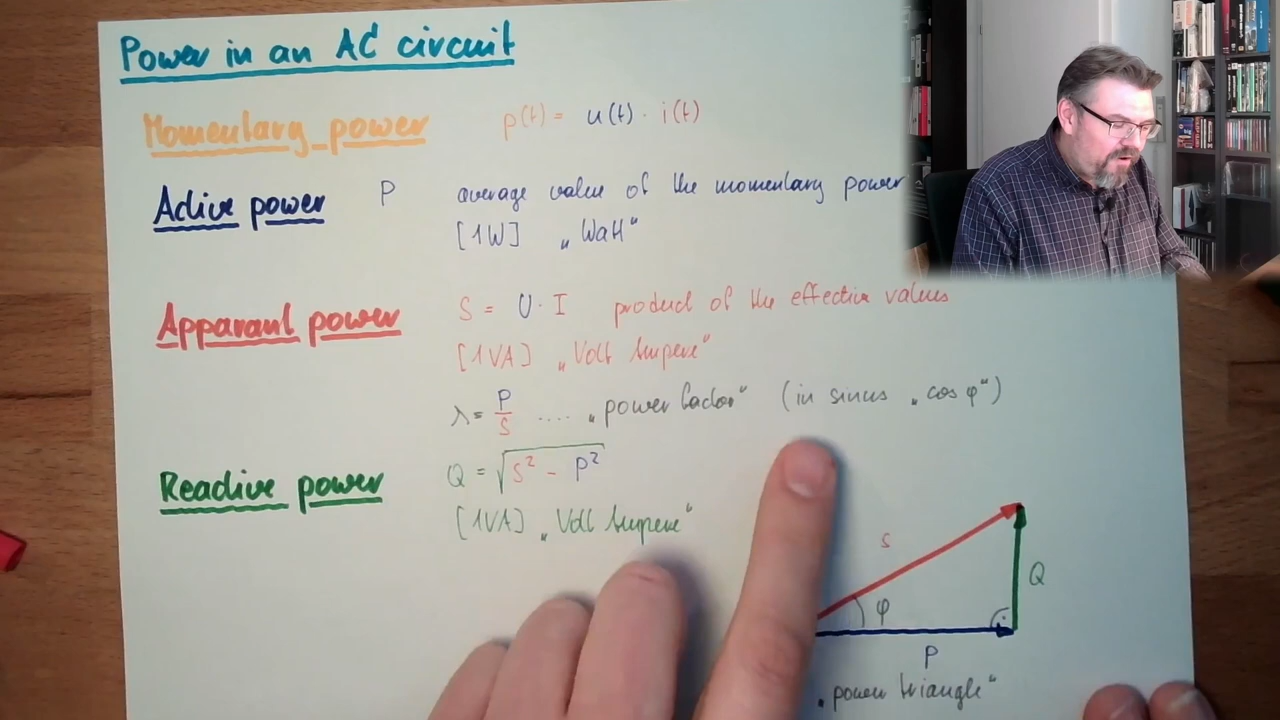 Power in an AC circuit
Momentary power p(t) = u(t) · i(t)
Active power P average value of the momentary power
[1W] „Watt“
Apparant power S = U · I product of the effective values
[1VA] „Volt Ampere“
λ = P/S .... „power factor“ (in sinus „cos φ“)
Reactive power Q = √(S² - P²)
[1VA] „Volt Ampere“
S
Q
φ
P
„power triangle“